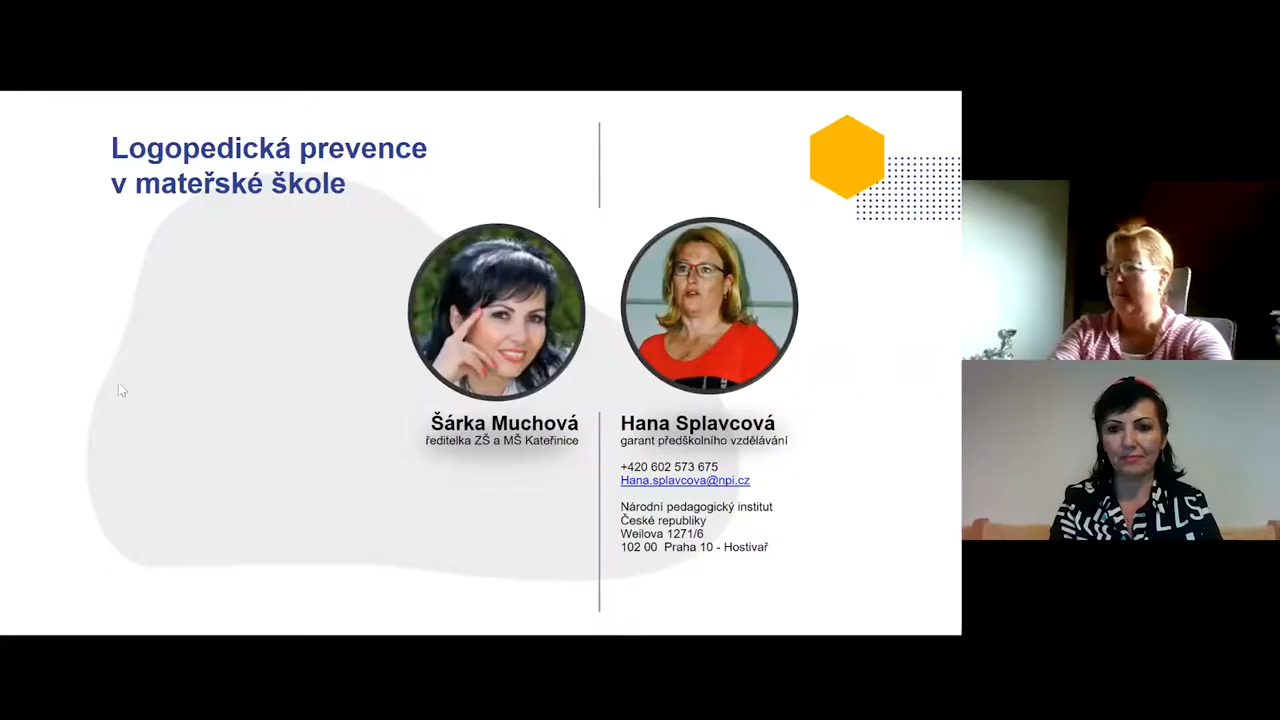 Logopedická prevence
v mateřské škole
Šárka Muchová
ředitelka ZŠ a MŠ Kateřinice
Hana Splavcová
garant předškolního vzdělávání
+420 602 573 675
Hana.splavcova@npi.cz
Národní pedagogický institut
České republiky
Weilova 1271/6
102 00 Praha 10 - Hostivař